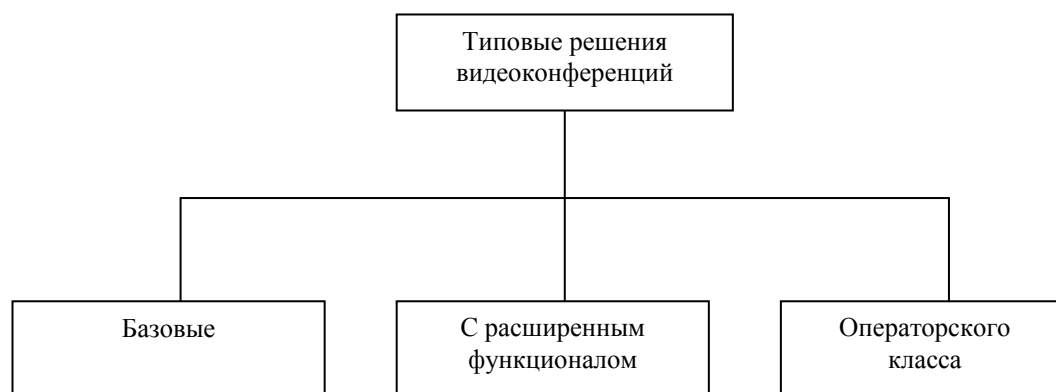 Типовые решения
видеоконференций
Базовые
С расширенным
функционалом
Операторского
класса